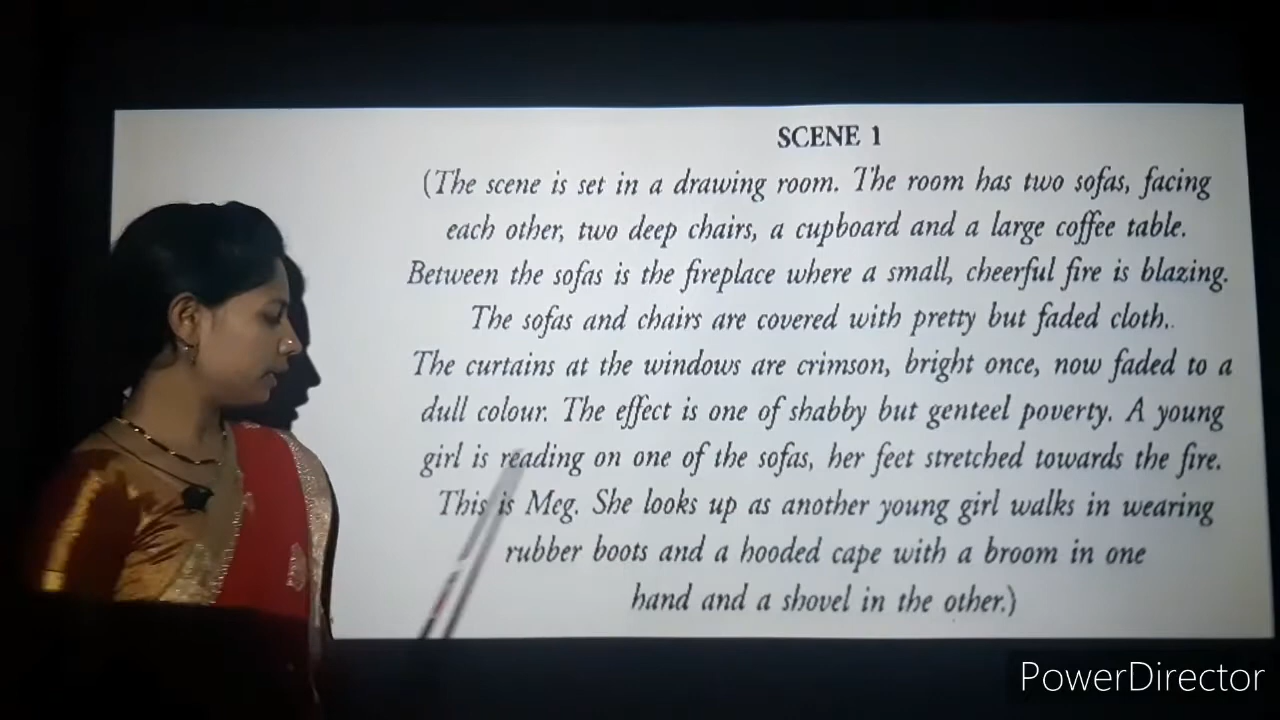 SCENE 1
(The scene is set in a drawing room. The room has two sofas, facing
each other, two deep chairs, a cupboard and a large coffee table.
Between the sofas is the fireplace where a small, cheerful fire is blazing.
The sofas and chairs are covered with pretty but faded cloth.
The curtains at the windows are crimson, bright once, now faded to a
dull colour. The effect is one of shabby but genteel poverty. A young
girl is reading on one of the sofas, her feet stretched towards the fire.
This is Meg. She looks up as another young girl walks in wearing
rubber boots and a hooded cape with a broom in one
hand and a shovel in the other.)
PowerDirector